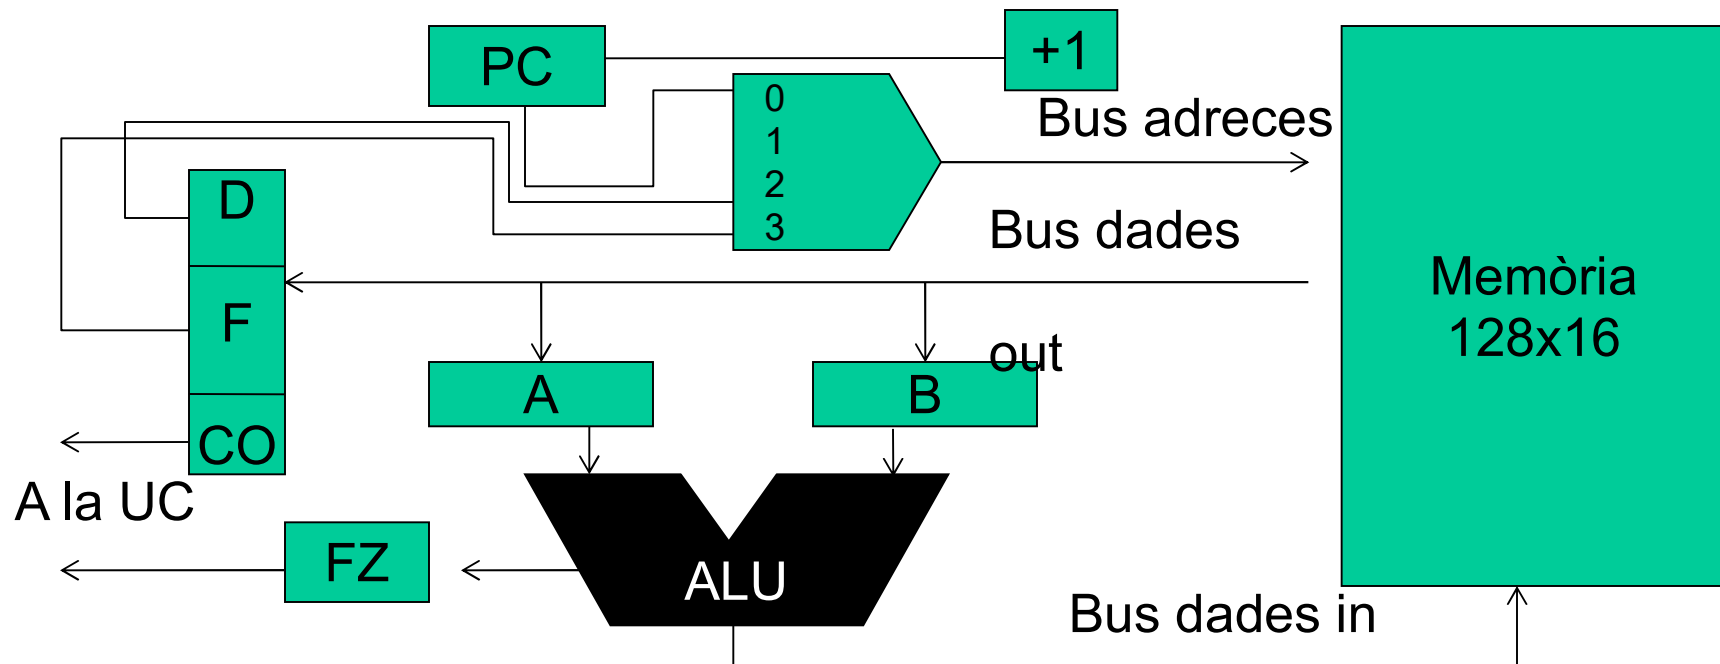 PC
+1
0
1
2
3
Bus adreces
D
Bus dades
F
out
Memòria
128x16
A
B
CO
A la UC
FZ
ALU
Bus dades in